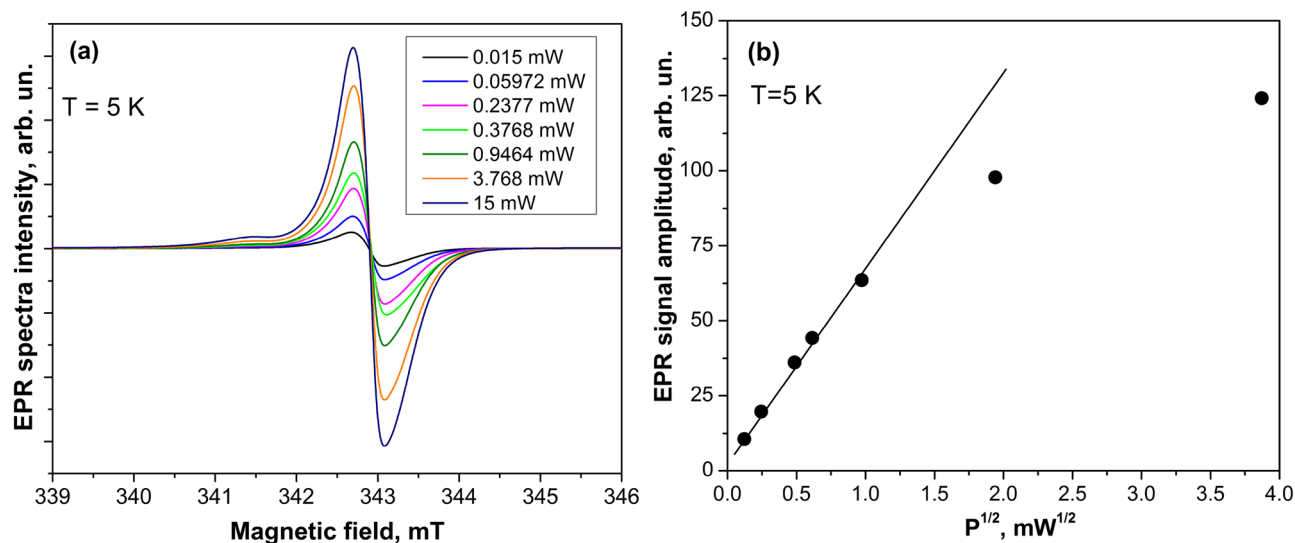 (a)
T = 5 K
0.015 mW
0.05972 mW
0.2377 mW
0.3768 mW
0.9464 mW
3.768 mW
15 mW
EPR spectra intensity, arb. un.
339 340 341 342 343 344 345 346
Magnetic field, mT
(b)
T=5 K
EPR signal amplitude, arb. un.
150
125
100
75
50
25
0
0.0 0.5 1.0 1.5 2.0 2.5 3.0 3.5 4.0
P^1/2, mW^1/2